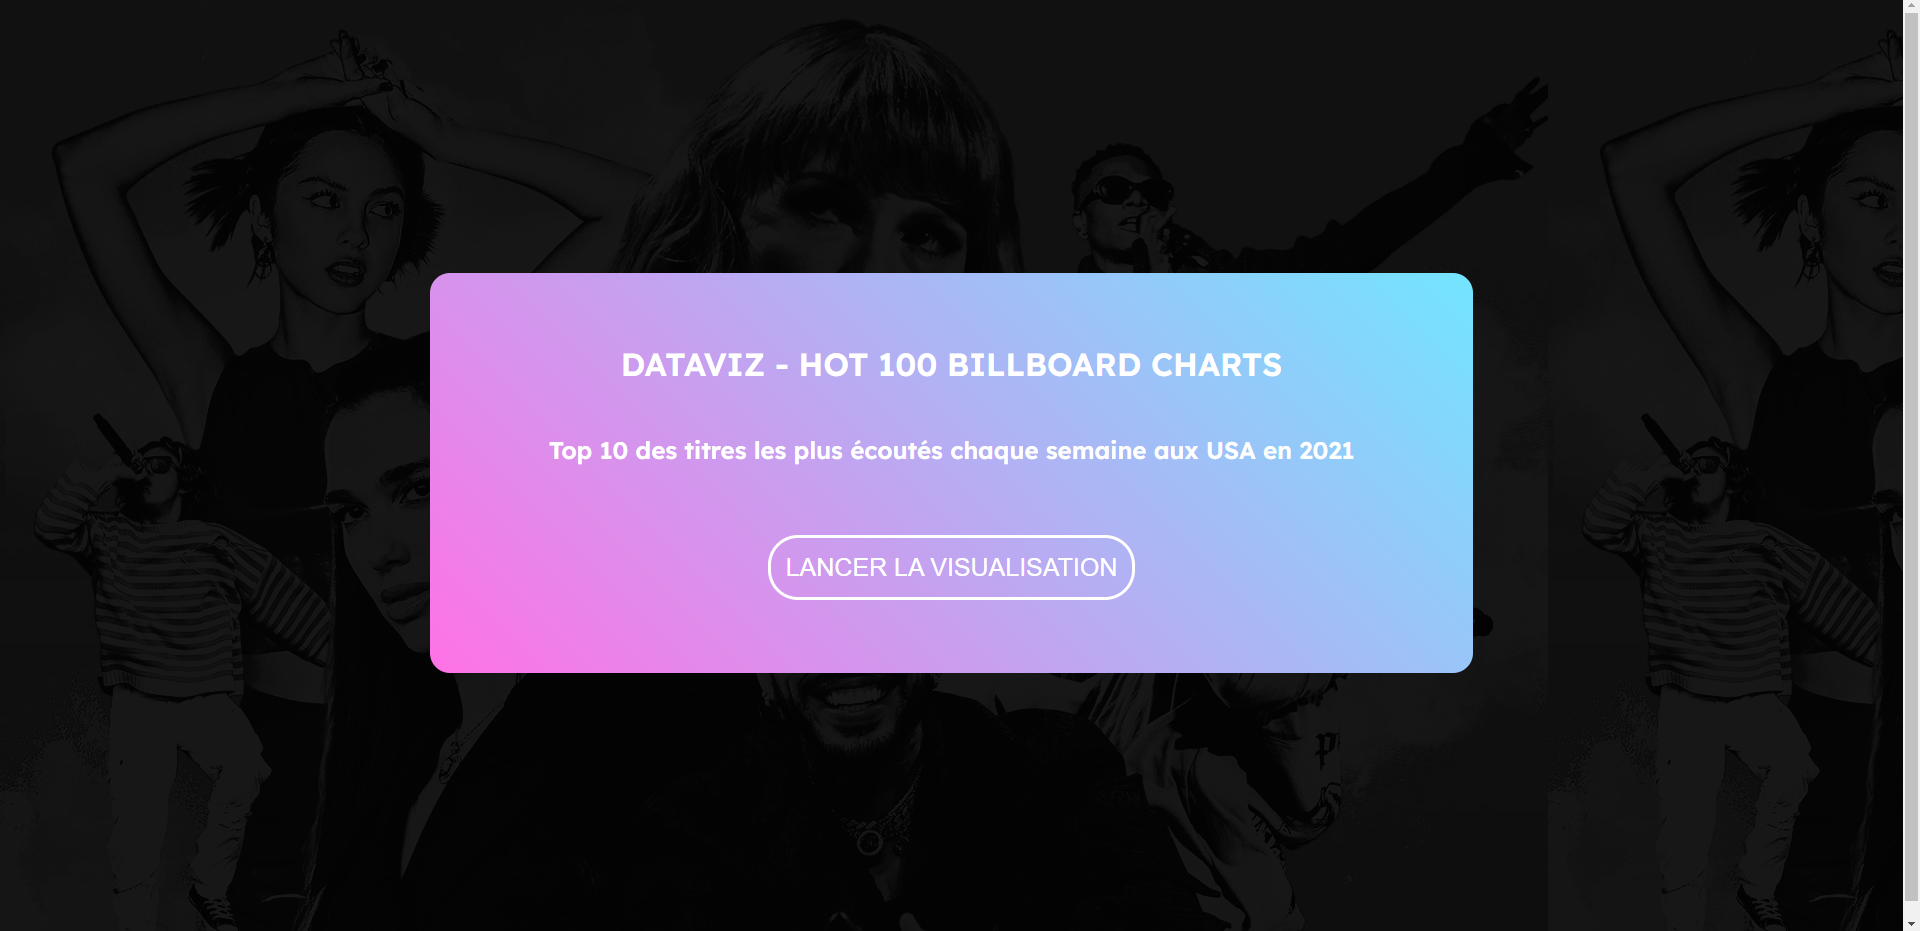 DATAVIZ - HOT 100 BILLBOARD CHARTS
Top 10 des titres les plus écoutés chaque semaine aux USA en 2021
LANCER LA VISUALISATION